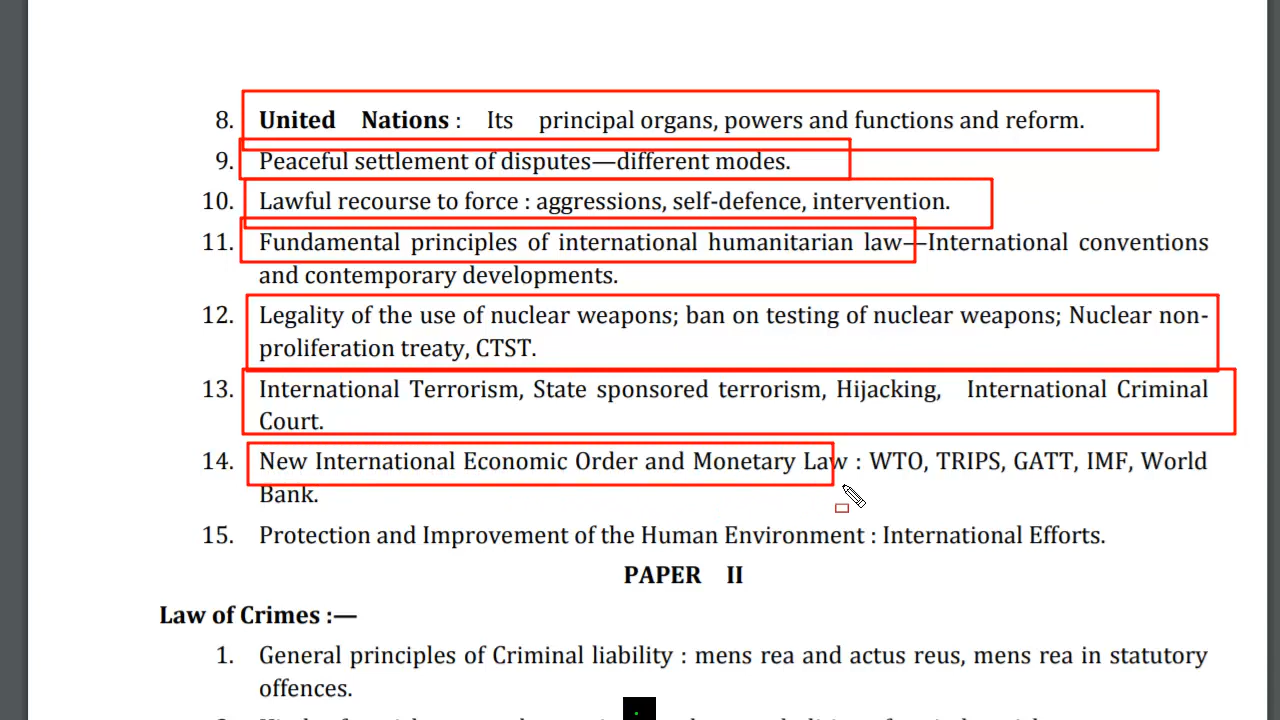 8. United Nations : Its principal organs, powers and functions and reform.
9. Peaceful settlement of disputes—different modes.
10. Lawful recourse to force : aggressions, self-defence, intervention.
11. Fundamental principles of international humanitarian law—International conventions
and contemporary developments.
12. Legality of the use of nuclear weapons; ban on testing of nuclear weapons; Nuclear non-
proliferation treaty, CTST.
13. International Terrorism, State sponsored terrorism, Hijacking, International Criminal
Court.
14. New International Economic Order and Monetary Law : WTO, TRIPS, GATT, IMF, World
Bank.
15. Protection and Improvement of the Human Environment : International Efforts.
PAPER II
Law of Crimes :—
1. General principles of Criminal liability : mens rea and actus reus, mens rea in statutory
offences.